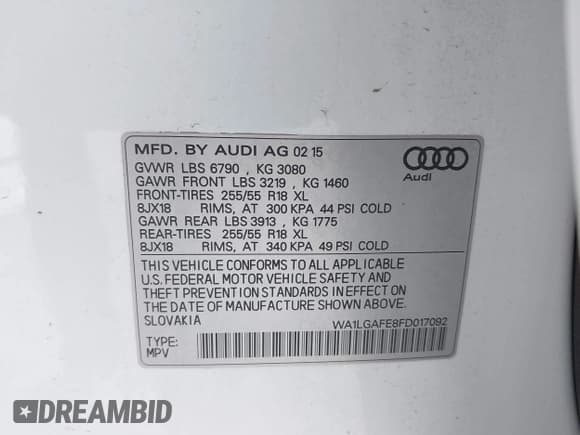 MFD. BY AUDI AG 02 15
GVWR LBS 6790 , KG 3080
GAWR FRONT LBS 3219 , KG 1460
FRONT-TIRES 255/55 R18 XL
8JX18 RIMS, AT 300 KPA 44 PSI COLD
GAWR REAR LBS 3913 , KG 1775
REAR-TIRES 255/55 R18 XL
8JX18 RIMS, AT 340 KPA 49 PSI COLD
Audi
THIS VEHICLE CONFORMS TO ALL APPLICABLE
U.S. FEDERAL MOTOR VEHICLE SAFETY AND
THEFT PREVENTION STANDARDS IN EFFECT ON
THE DATE OF MANUFACTURE SHOWN ABOVE.
SLOVAKIA
WA1LGAFE8FD017092
TYPE:
MPV
DREAMBID